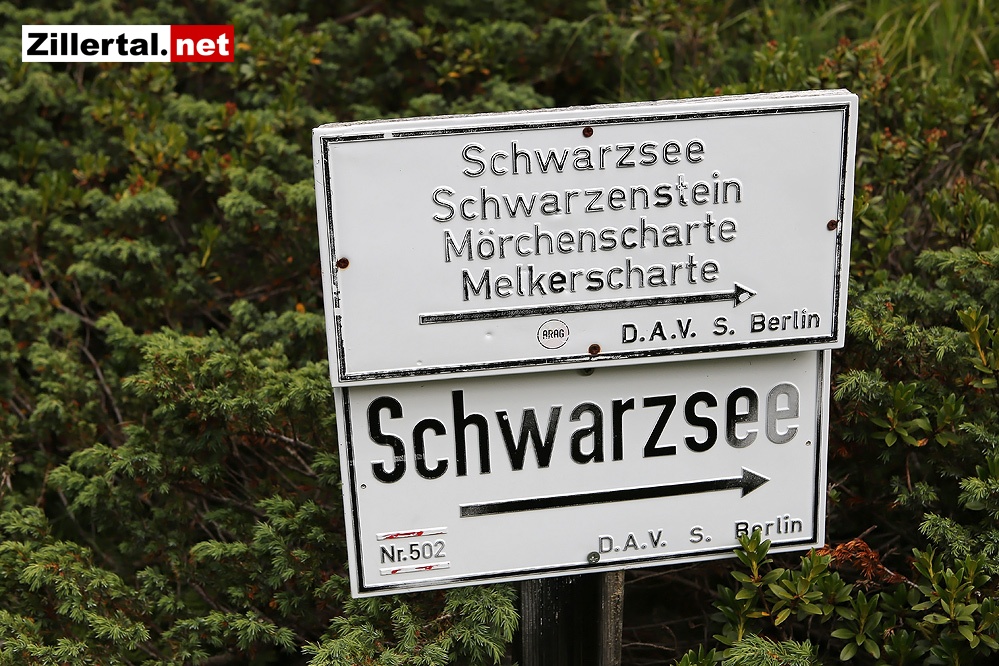 Zillertal.net
Schwarzsee
Schwarzenstein
Mörchenscharte
Melkerscharte
ARAG
D.A.V. S. Berlin
Schwarzsee
Nr.502
D.A.V. S. Berlin